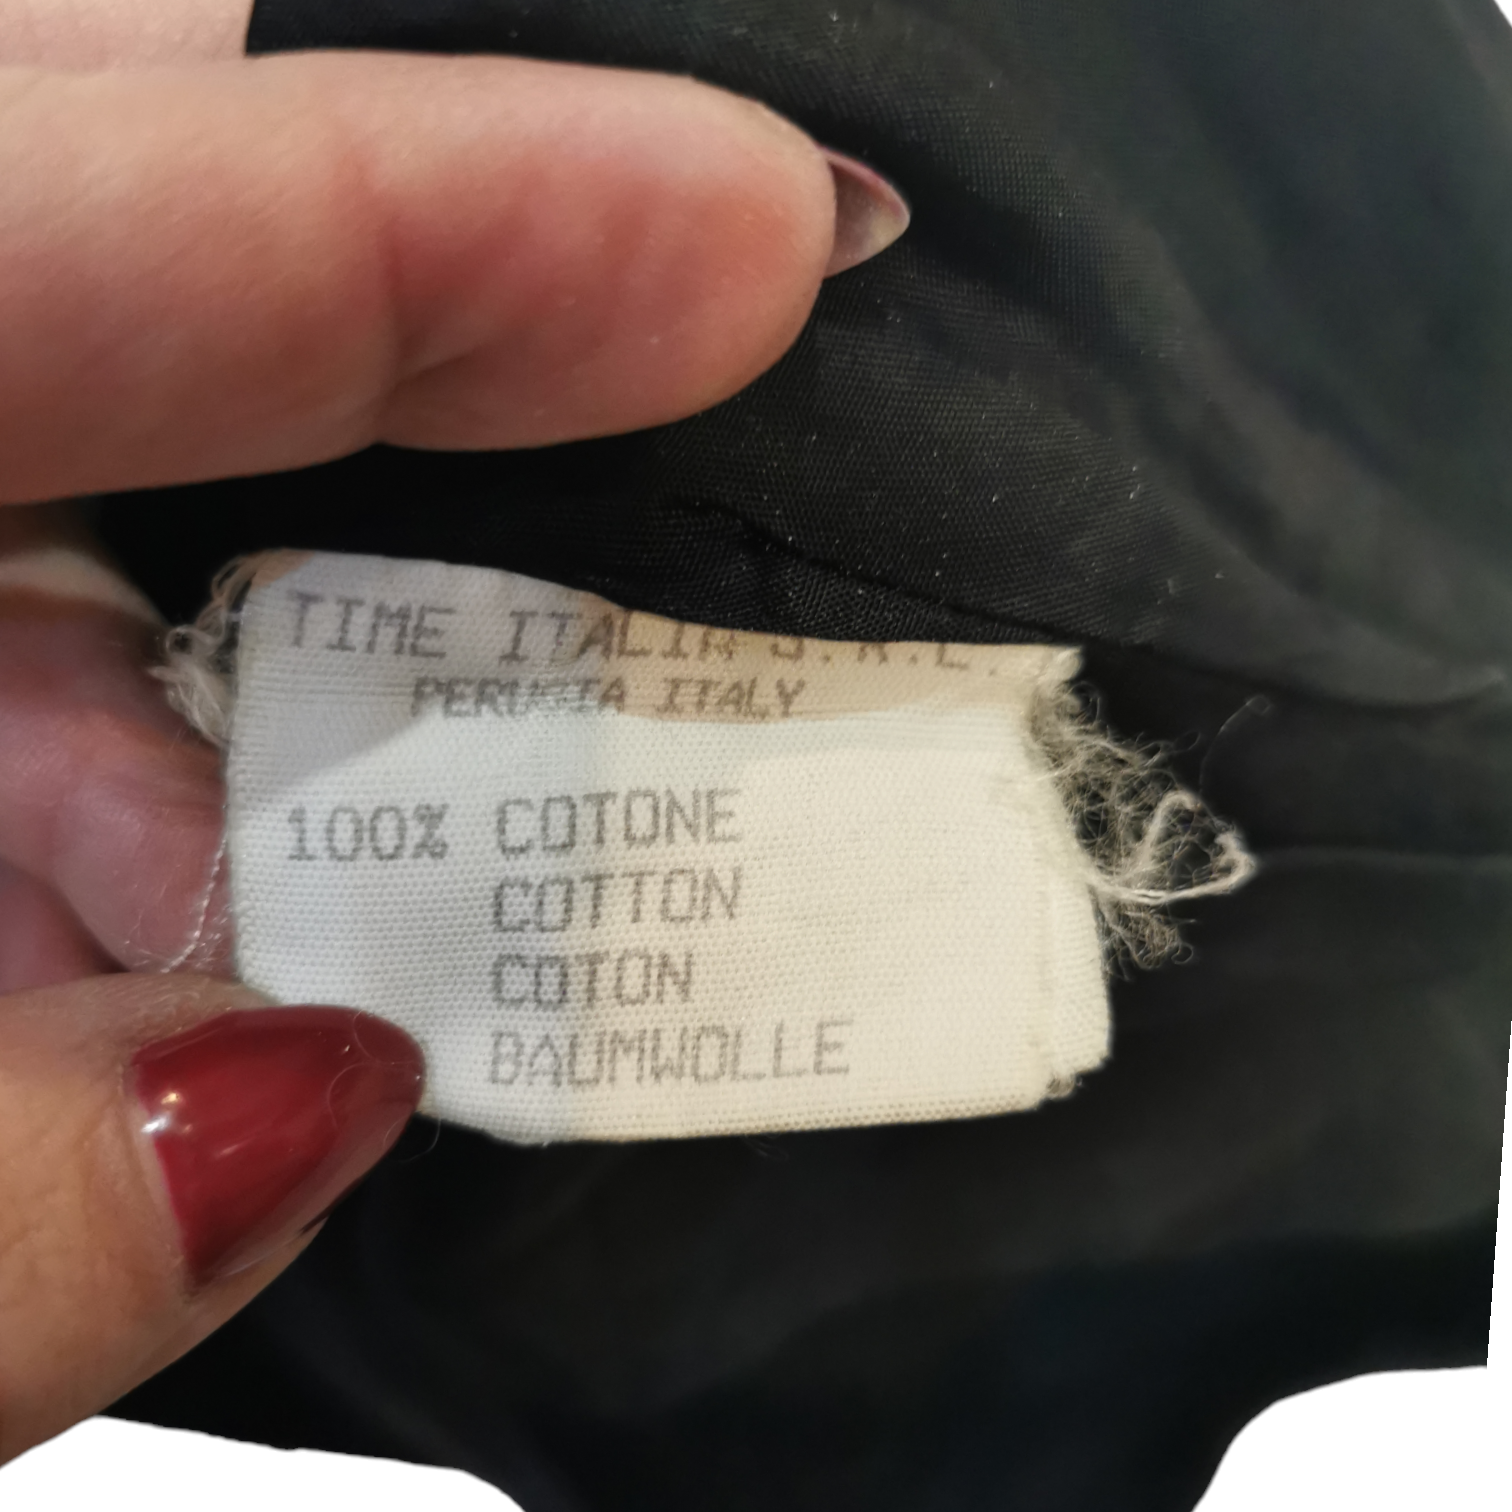 TIME ITALIA S.R.L.
PERUGIA ITALY
100% COTONE
COTTON
COTON
BAUMWOLLE